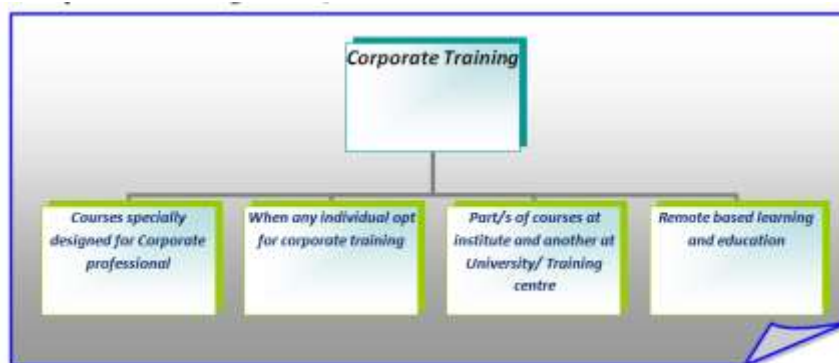 Corporate Training
Courses specially
designed for Corporate
professional
When any individual opt
for corporate training
Part/s of courses at
institute and another at
University/ Training
centre
Remote based learning
and education